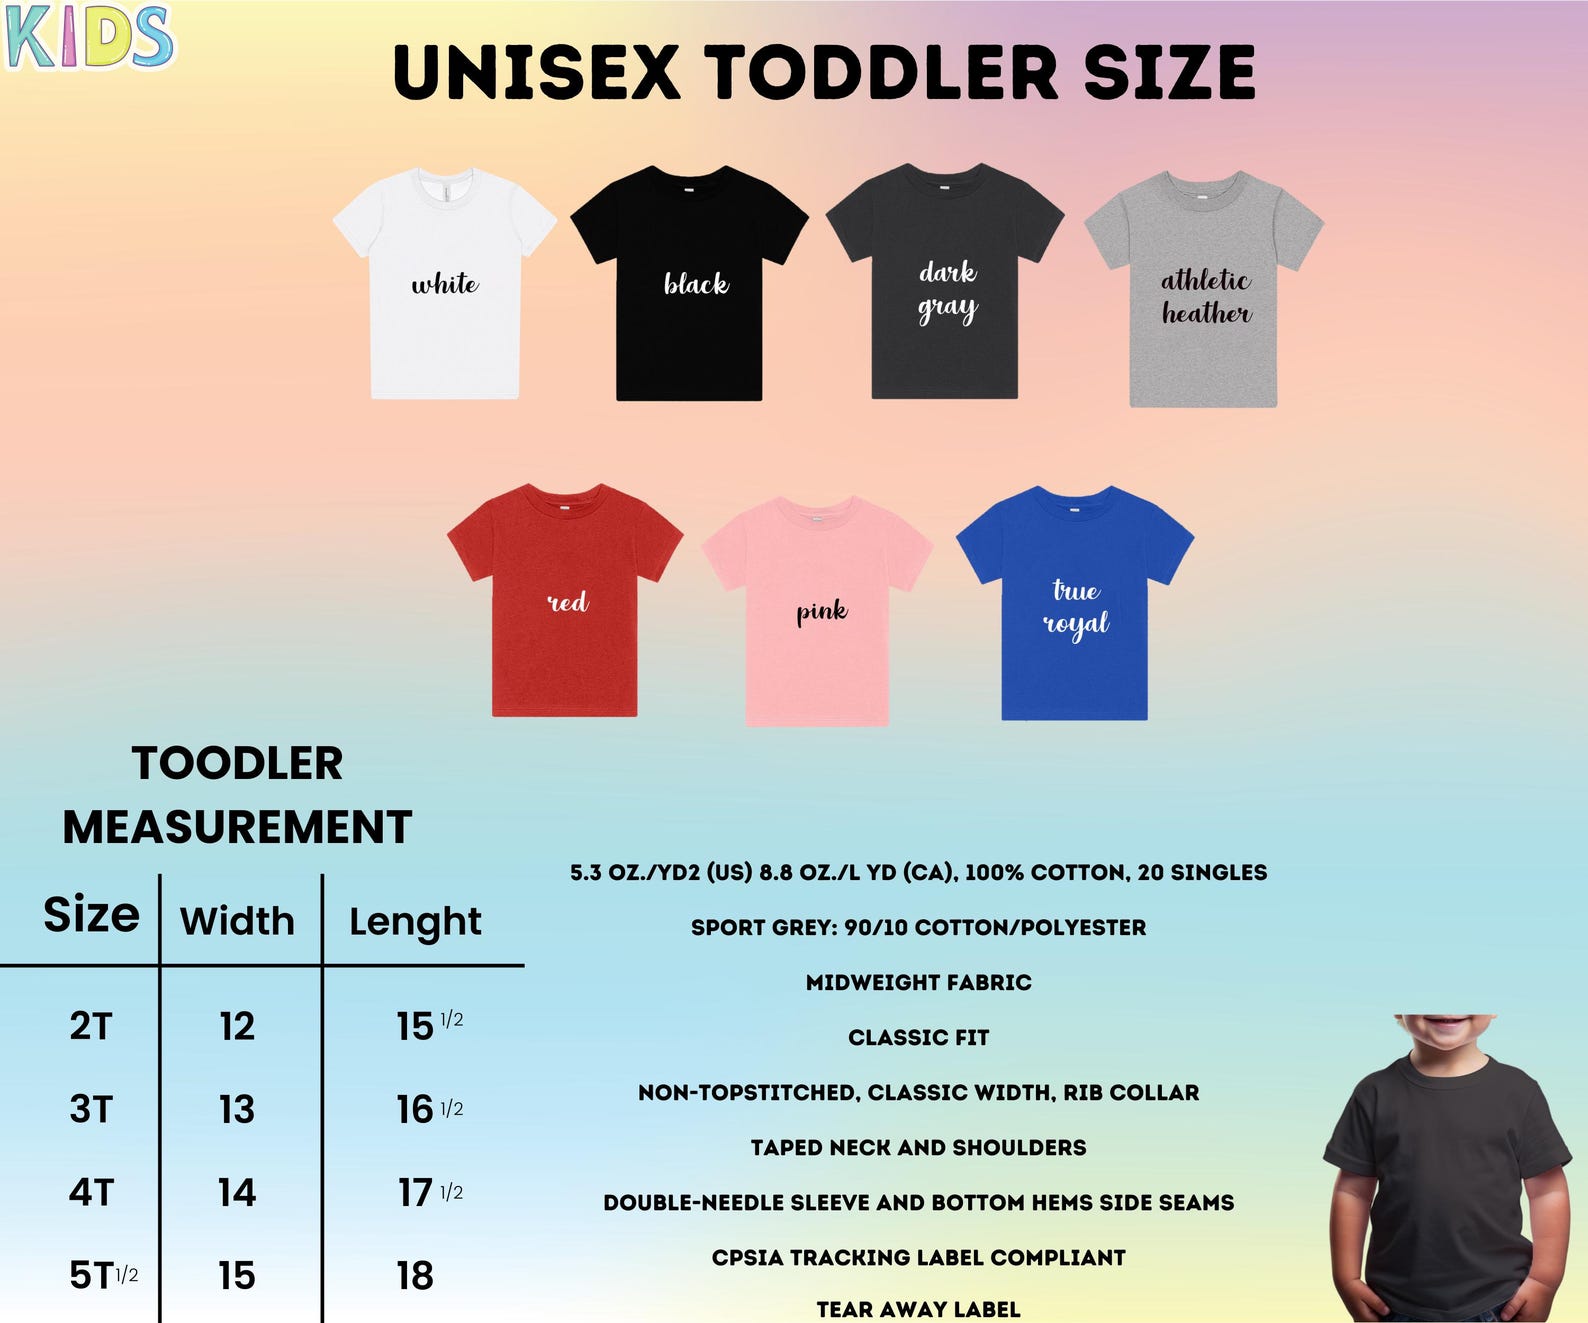 KIDS
UNISEX TODDLER SIZE
white
black
dark
gray
athletic
heather
red
pink
true
royal
TOODLER
MEASUREMENT
Size Width Lenght
2T 12 15 1/2
3T 13 16 1/2
4T 14 17 1/2
5T 1/2 15 18
5.3 OZ./YD2 (US) 8.8 OZ./L YD (CA), 100% COTTON, 20 SINGLES
SPORT GREY: 90/10 COTTON/POLYESTER
MIDWEIGHT FABRIC
CLASSIC FIT
NON-TOPSTITCHED, CLASSIC WIDTH, RIB COLLAR
TAPED NECK AND SHOULDERS
DOUBLE-NEEDLE SLEEVE AND BOTTOM HEMS SIDE SEAMS
CPSIA TRACKING LABEL COMPLIANT
TEAR AWAY LABEL